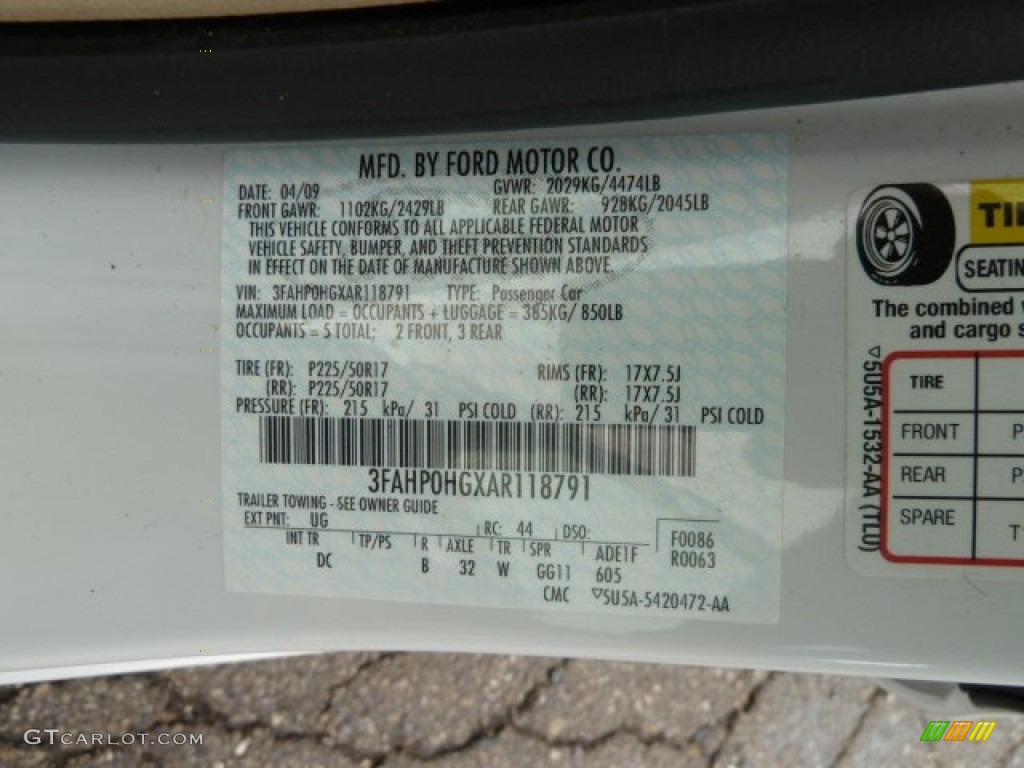 MFD. BY FORD MOTOR CO.
DATE: 04/09 GVWR: 2029KG/4474LB
FRONT GAWR: 1102KG/2429LB REAR GAWR: 928KG/2045LB
THIS VEHICLE CONFORMS TO ALL APPLICABLE FEDERAL MOTOR
VEHICLE SAFETY, BUMPER, AND THEFT PREVENTION STANDARDS
IN EFFECT ON THE DATE OF MANUFACTURE SHOWN ABOVE.
VIN: 3FAHP0HGXAR118791 TYPE: Passenger Car
MAXIMUM LOAD = OCCUPANTS + LUGGAGE = 385KG/ 850LB
OCCUPANTS = 5 TOTAL; 2 FRONT, 3 REAR
TIRE (FR): P225/50R17 RIMS (FR): 17X7.5J
(RR): P225/50R17 (RR): 17X7.5J
PRESSURE (FR): 215 kPa/ 31 PSI COLD (RR): 215 kPa/ 31 PSI COLD
3FAHP0HGXAR118791
TRAILER TOWING - SEE OWNER GUIDE
EXT PNT: UG RC: 44 DSO: F0086
INT TR TP/PS R AXLE TR SPR ADE1F R0063
DC B 32 W GG11 605
CMC ▽5U5A-5420472-AA
TI
SEATIN
The combined
and cargo s
▽5U5A-1532-AA (TLU)
TIRE
FRONT P
REAR P
SPARE T
GTCARLOT.COM